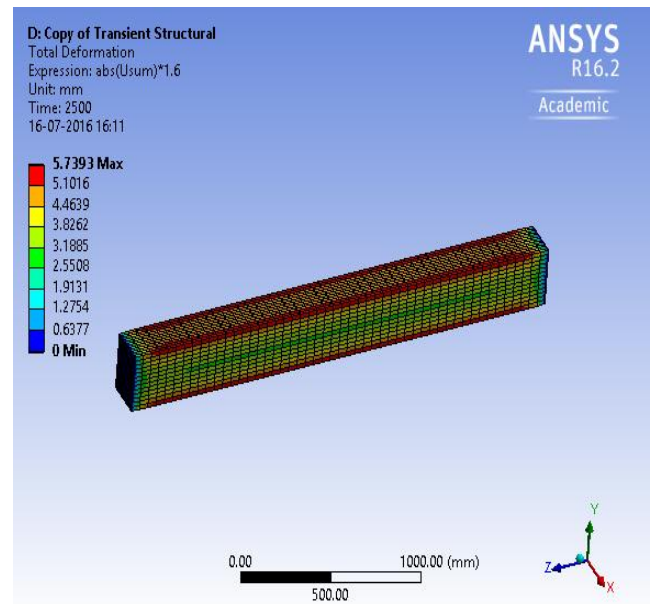 D: Copy of Transient Structural
Total Deformation
Expression: abs(Usum)*1.6
Unit: mm
Time: 2500
16-07-2016 16:11
ANSYS
R16.2
Academic
5.7393 Max
5.1016
4.4639
3.8262
3.1885
2.5508
1.9131
1.2754
0.6377
0 Min
Y
Z
X
0.00 1000.00 (mm)
500.00